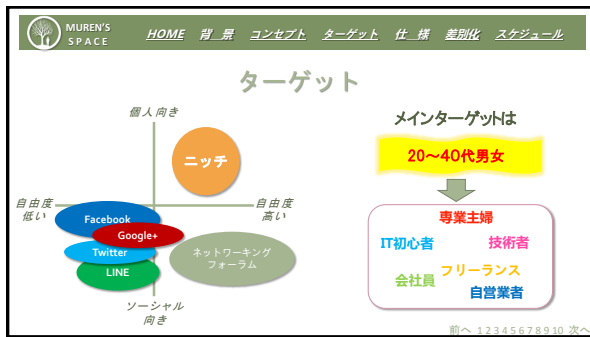 MUREN'S
SPACE
HOME 背 景 コンセプト ターゲット 仕 様 差別化 スケジュール
ターゲット
個人向き
ニッチ
自由度
低い
自由度
高い
Facebook
Google+
Twitter
LINE
ネットワーキング
フォーラム
ソーシャル
向き
メインターゲットは
20～40代男女
専業主婦
IT初心者
技術者
フリーランス
会社員
自営業者
前へ 1 2 3 4 5 6 7 8 9 10 次へ